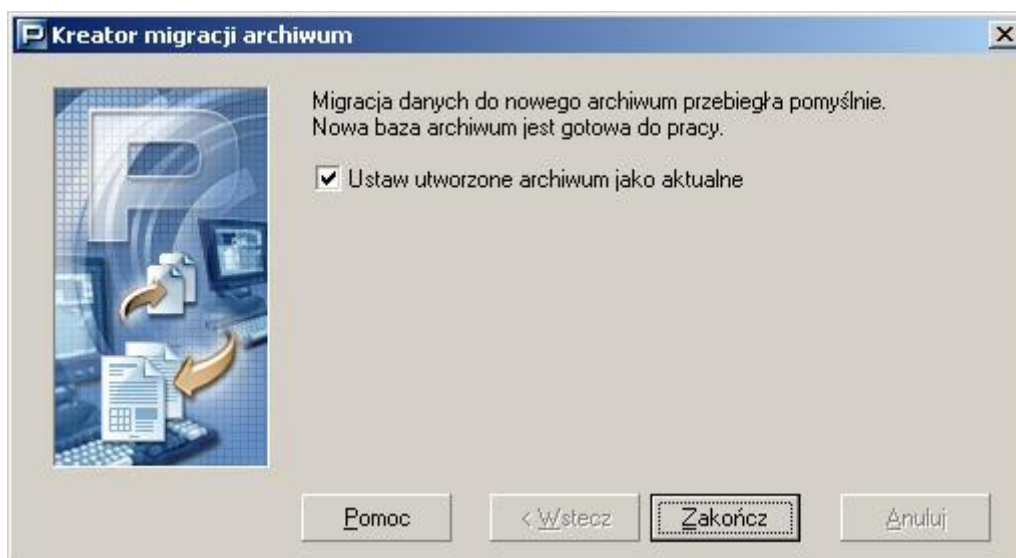 Kreator migracji archiwum
Migracja danych do nowego archiwum przebiegła pomyślnie.
Nowa baza archiwum jest gotowa do pracy.
Ustaw utworzone archiwum jako aktualne
Pomoc
< Wstecz
Zakończ
Anuluj